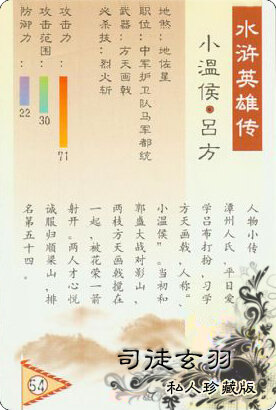 水浒英雄传
小溫侯·呂方
地煞：地佐星
职位：中军护卫队马军都统
武器：方天画戟
必杀技：烈火斩
攻击力：
71
攻击范围：
30
防御力：
22
人物小传
漳州人氏，平日爱
学吕布打扮，习学
方天画戟，人称“
小温侯”。当初和
郭盛大战对影山，
两枝方天画戟搅在
一起，被花荣一箭
射开。两人才心悦
诚服归顺梁山，排
名第五十四。
54
司徒玄羽
私人珍藏版